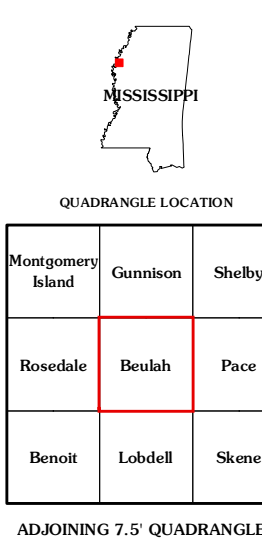 MISSISSIPPI
QUADRANGLE LOCATION
Montgomery
Island
Gunnison
Shelby
Rosedale
Beulah
Pace
Benoit
Lobdell
Skene
ADJOINING 7.5' QUADRANGLE